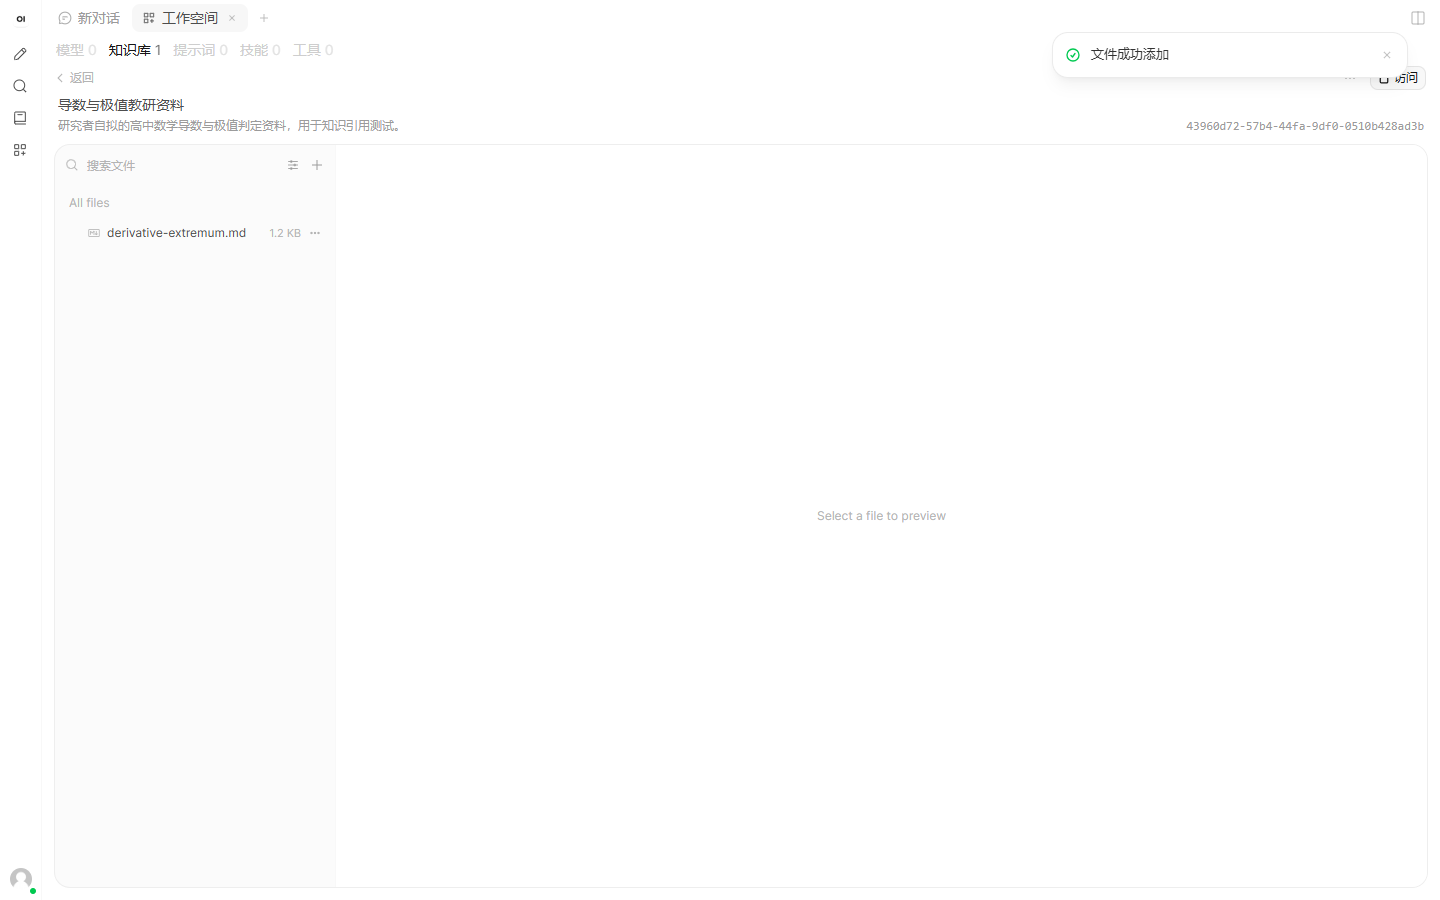 OI
新对话
工作空间
模型 0 知识库 1 提示词 0 技能 0 工具 0
文件成功添加
返回
访问
导数与极值教研资料
研究者自拟的高中数学导数与极值判定资料，用于知识引用测试。
43960d72-57b4-44fa-9df0-0510b428ad3b
搜索文件
All files
derivative-extremum.md 1.2 KB
Select a file to preview